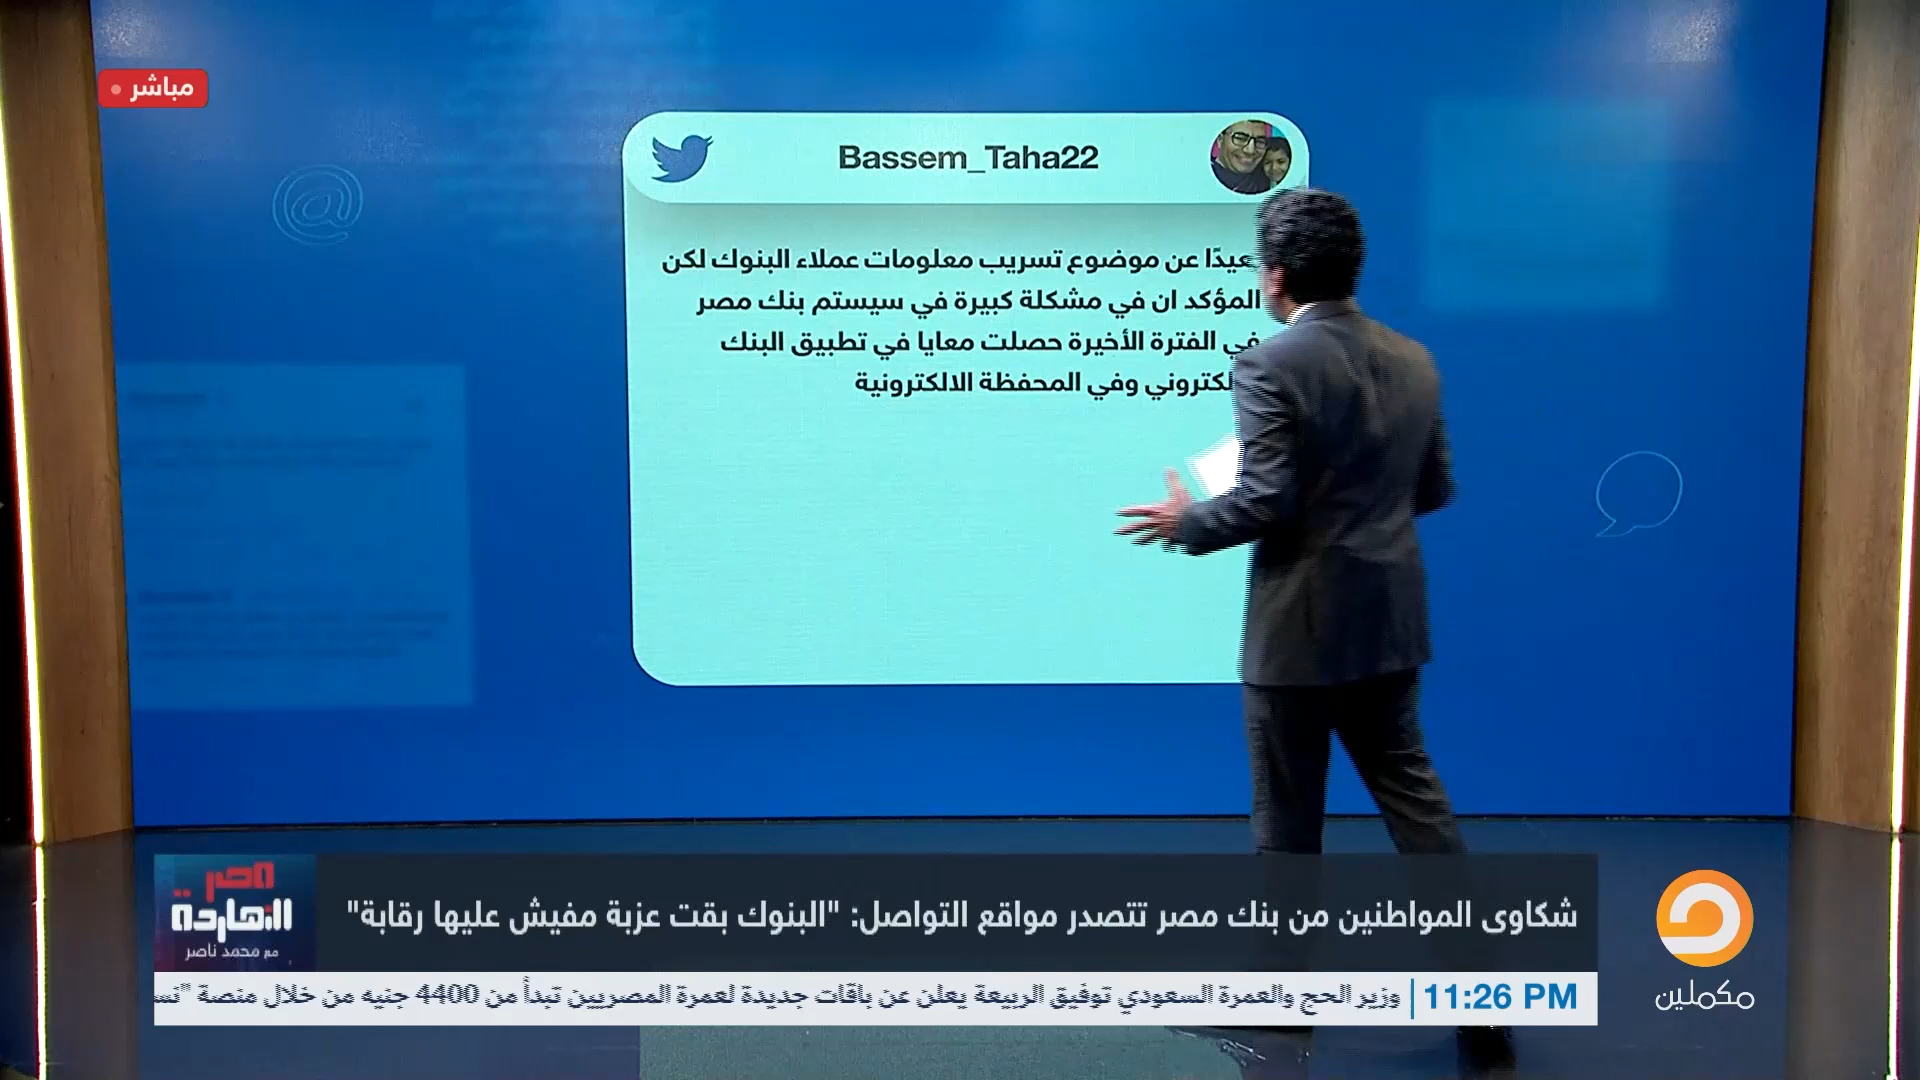 مباشر
Bassem_Taha22
عن موضوع تسريب معلومات عملاء البنوك لكن
المؤكد ان في مشكلة كبيرة في سيستم بنك مصر
في الفترة الأخيرة حصلت معايا في تطبيق البنك
وفي المحفظة الالكترونية
مصر
النهاردة
مع محمد ناصر
شكاوى المواطنين من بنك مصر تتصدر مواقع التواصل: "البنوك بقت عزبة مفيش عليها رقابة"
11:26 PM
وزير الحج والعمرة السعودي توفيق الربيعة يعلن عن باقات جديدة لعمرة المصريين تبدأ من 4400 جنيه من خلال منصة
مكملين